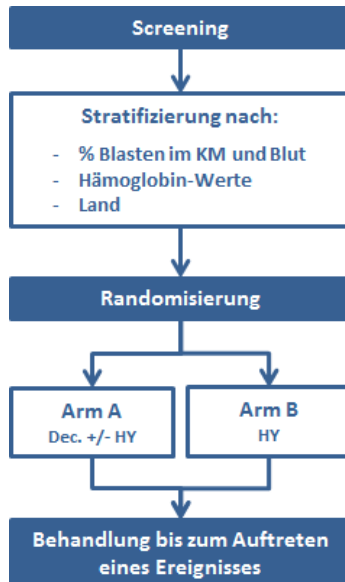 Screening
Stratifizierung nach:
- % Blasten im KM und Blut
- Hämoglobin-Werte
- Land
Randomisierung
Arm A
Dec. +/- HY
Arm B
HY
Behandlung bis zum Auftreten
eines Ereignisses